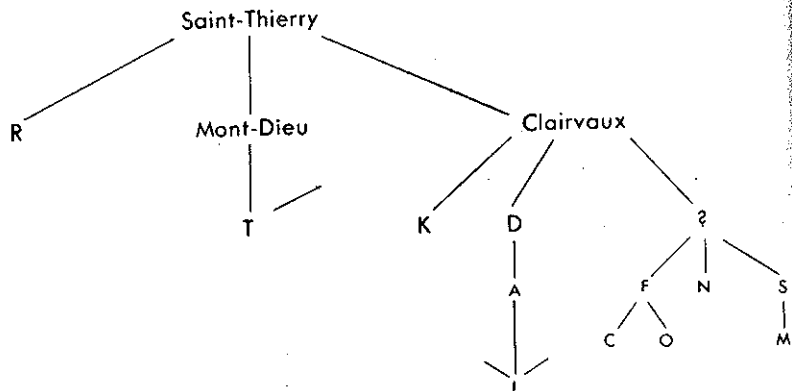 Saint-Thierry
R Mont-Dieu Clairvaux
T K D ?
A F N S
C O M